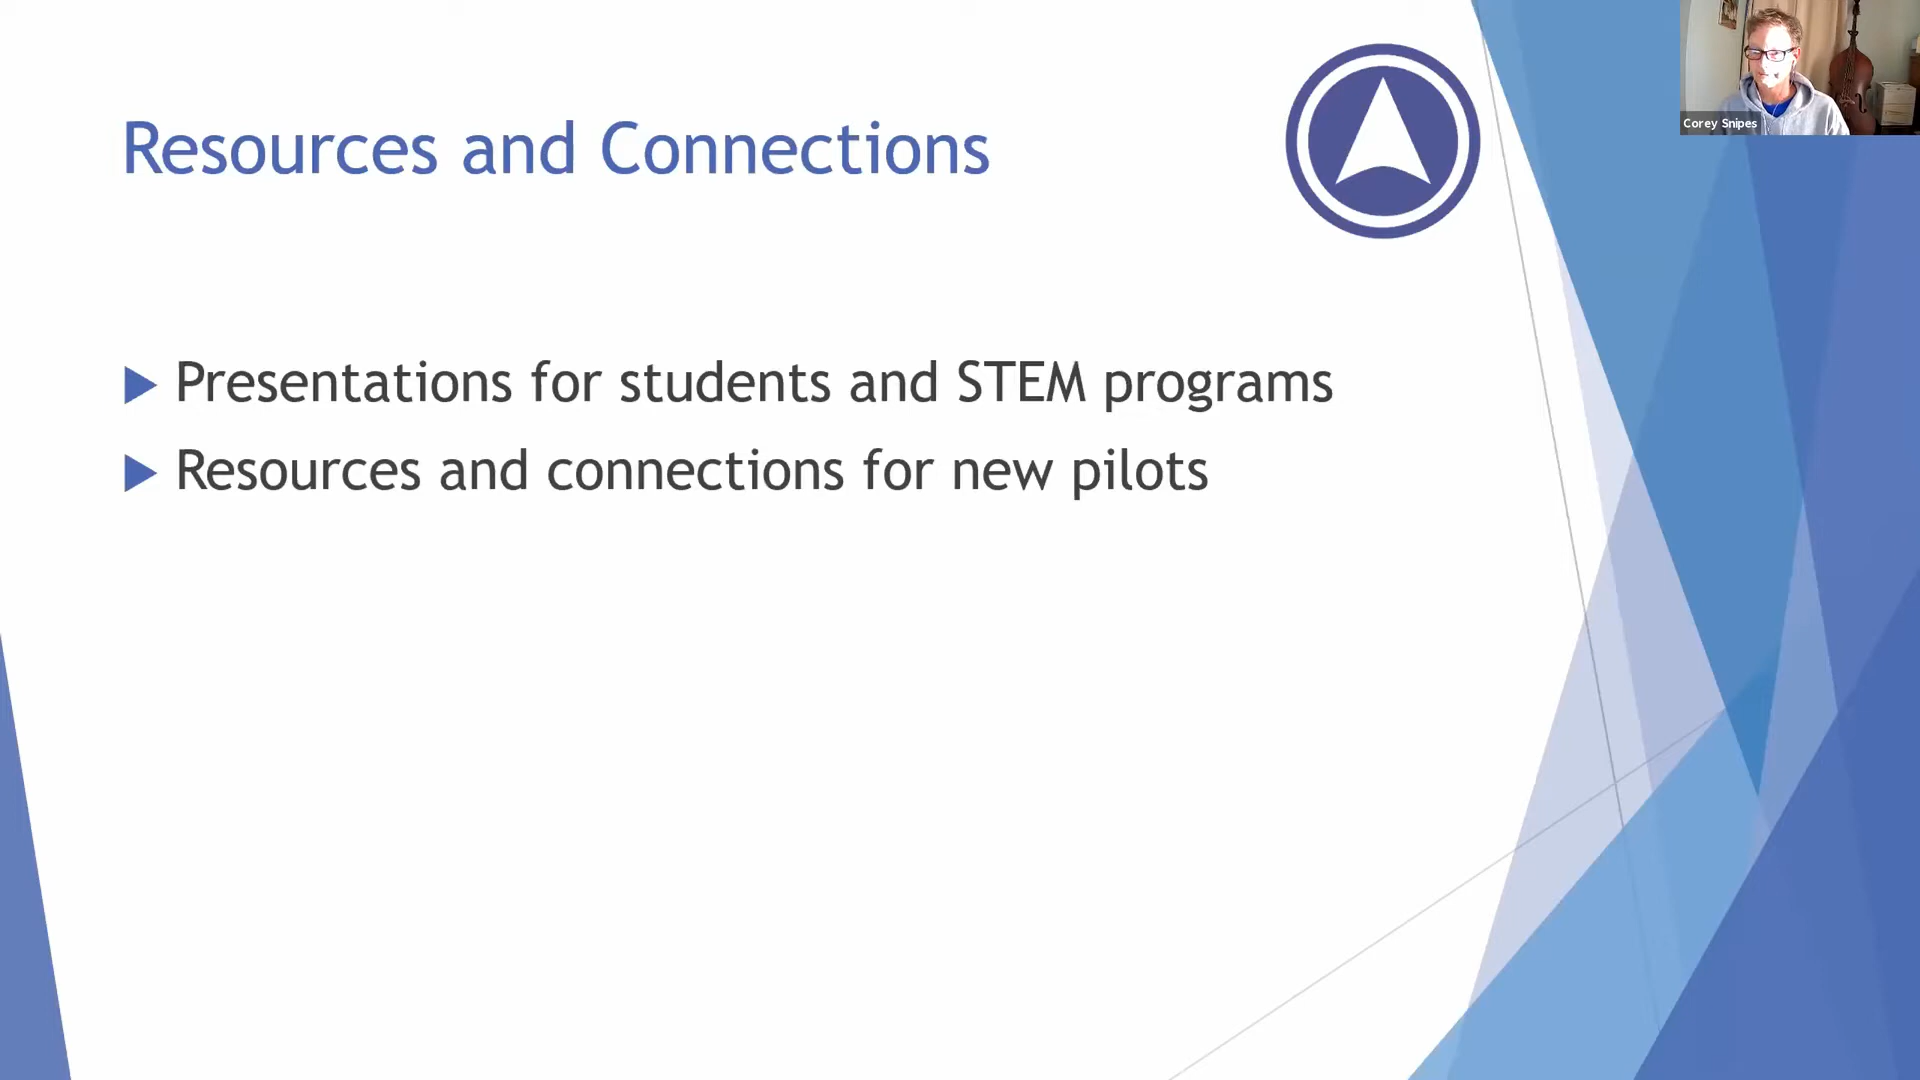 Resources and Connections
Presentations for students and STEM programs
Resources and connections for new pilots
Corey Snipes